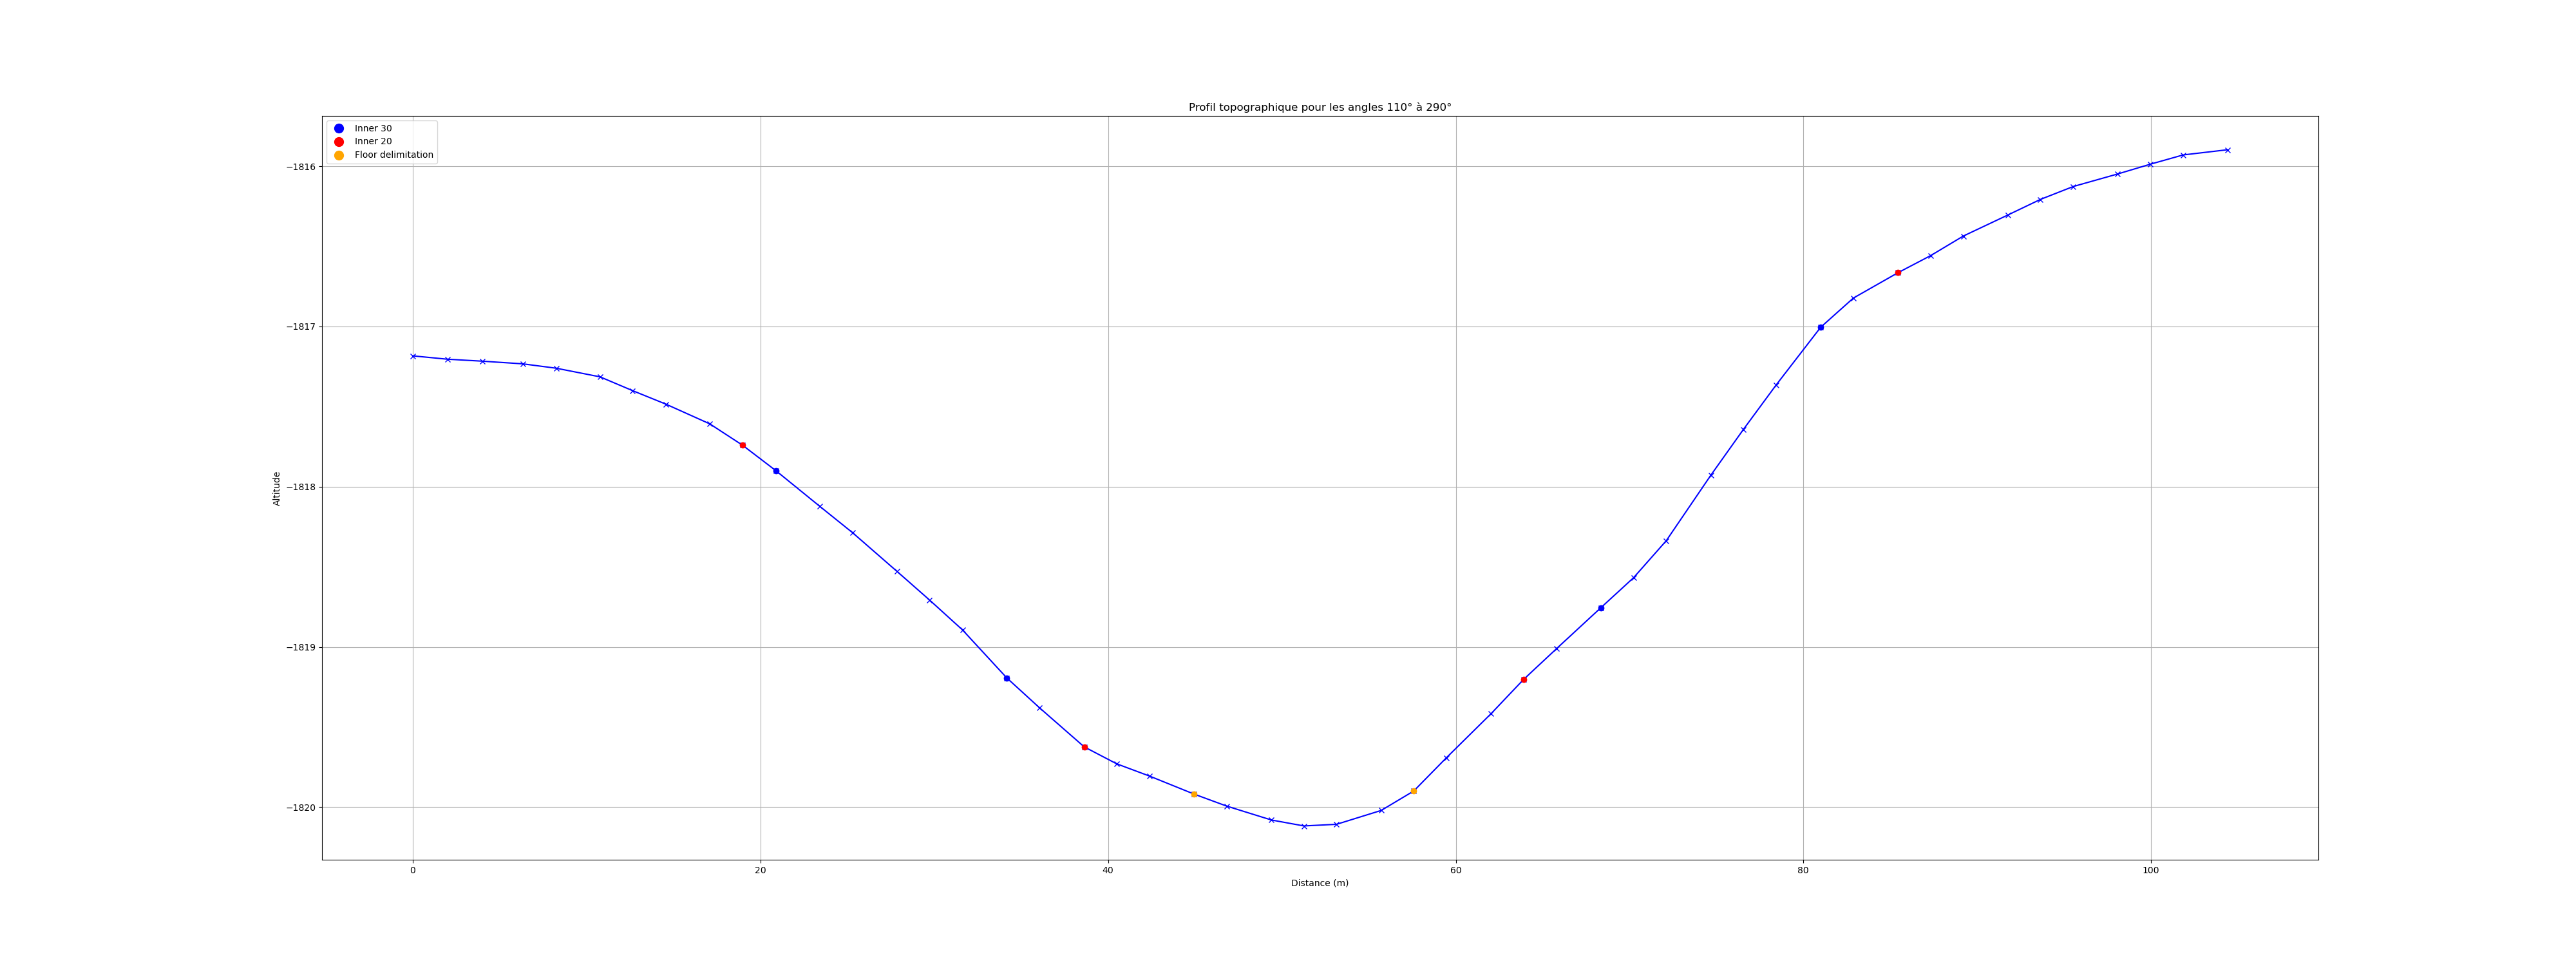 Profil topographique pour les angles 110° à 290°
Inner 30
Inner 20
Floor delimitation
−1816
−1817
−1818
−1819
−1820
Altitude
0
20
40
60
80
100
Distance (m)